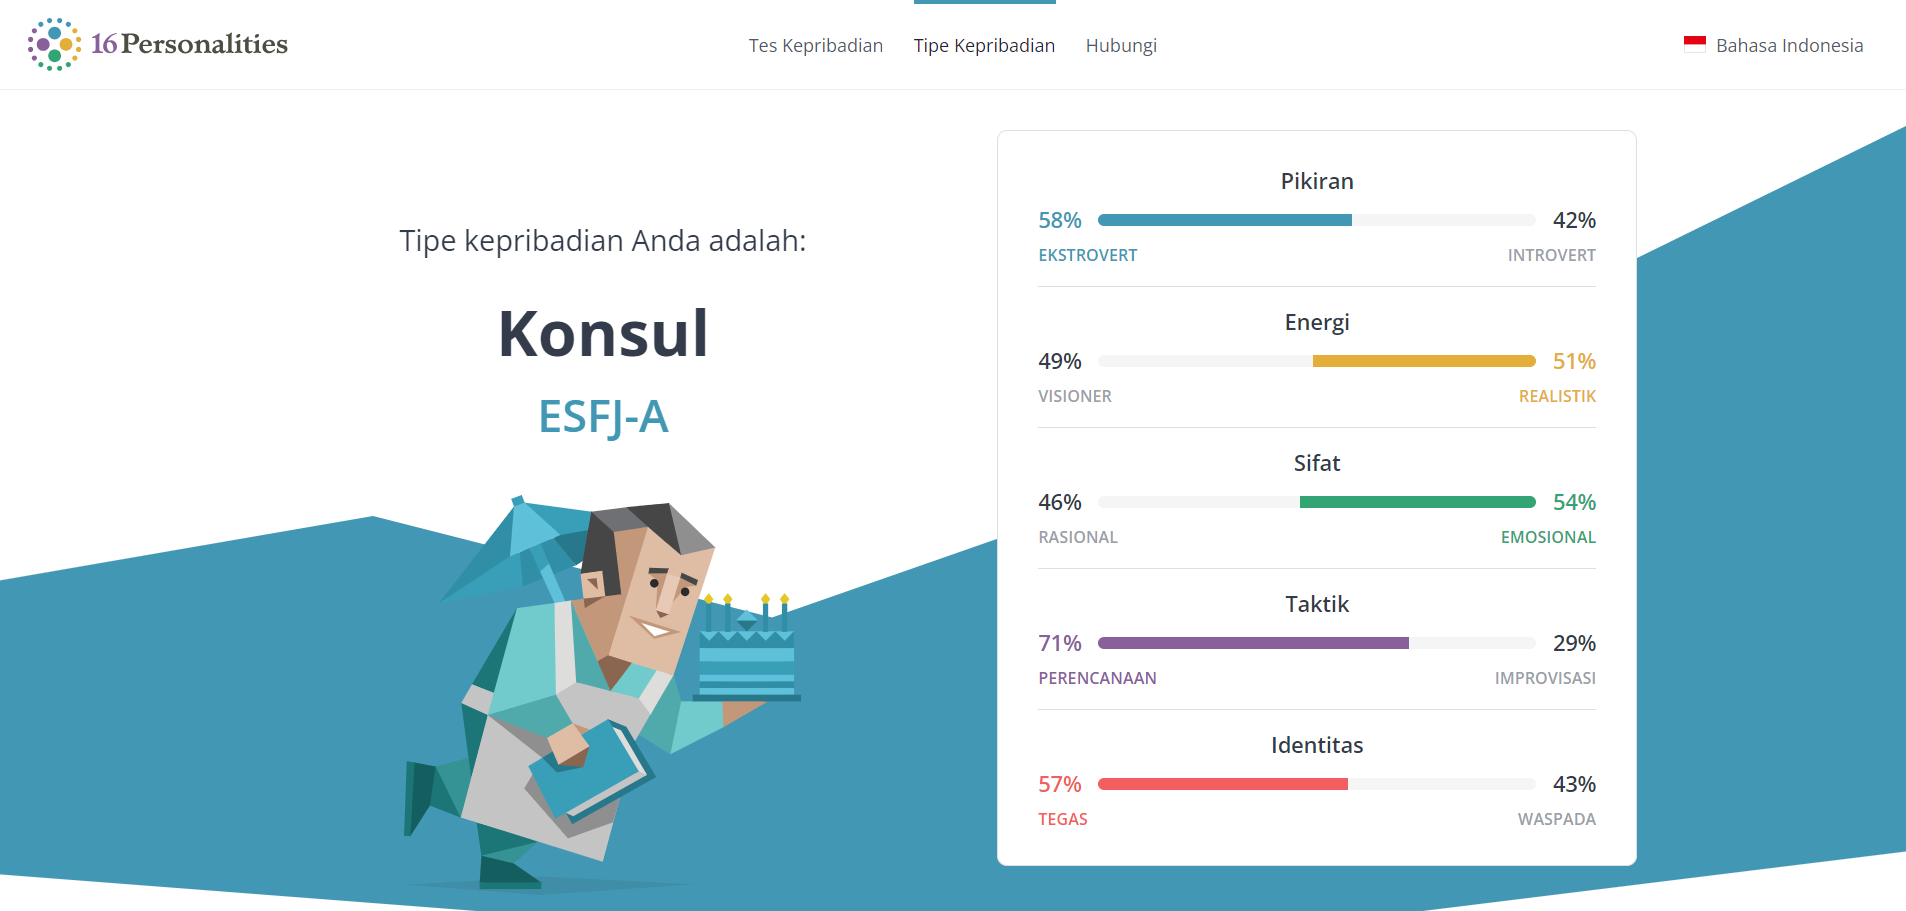 16Personalities
Tes Kepribadian
Tipe Kepribadian
Hubungi
Bahasa Indonesia
Tipe kepribadian Anda adalah:
Konsul
ESFJ-A
Pikiran
58% 42%
EKSTROVERT INTROVERT
Energi
49% 51%
VISIONER REALISTIK
Sifat
46% 54%
RASIONAL EMOSIONAL
Taktik
71% 29%
PERENCANAAN IMPROVISASI
Identitas
57% 43%
TEGAS WASPADA